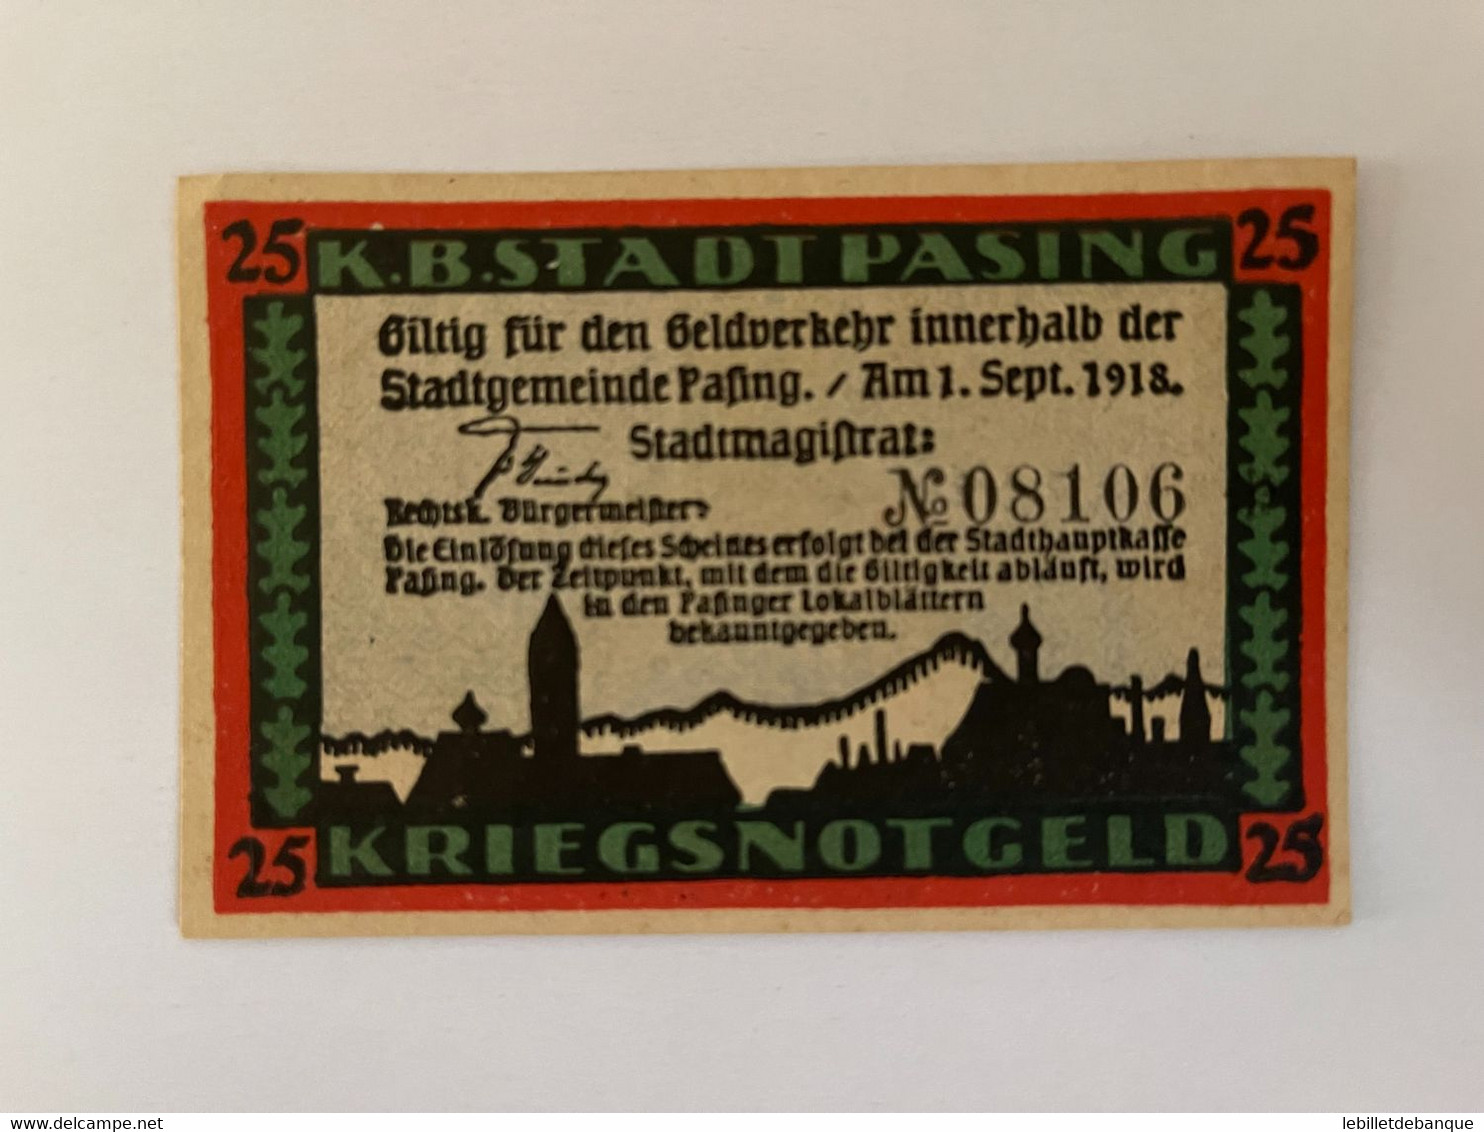 25 K.B.STADT PASING 25
Giltig für den Geldverkehr innerhalb der
Stadtgemeinde Pasing. / Am 1. Sept. 1918.
Stadtmagistrat:
Rechtsk. Bürgermeister:
№ 08106
Die Einlösung dieses Scheines erfolgt bei der Stadthauptkasse
Pasing. Der Zeitpunkt, mit dem die Giltigkeit abläuft, wird
in den Pasinger Lokalblättern
bekanntgegeben.
25 KRIEGSNOTGELD 25
www.delcampe.net
lebilletdebanque